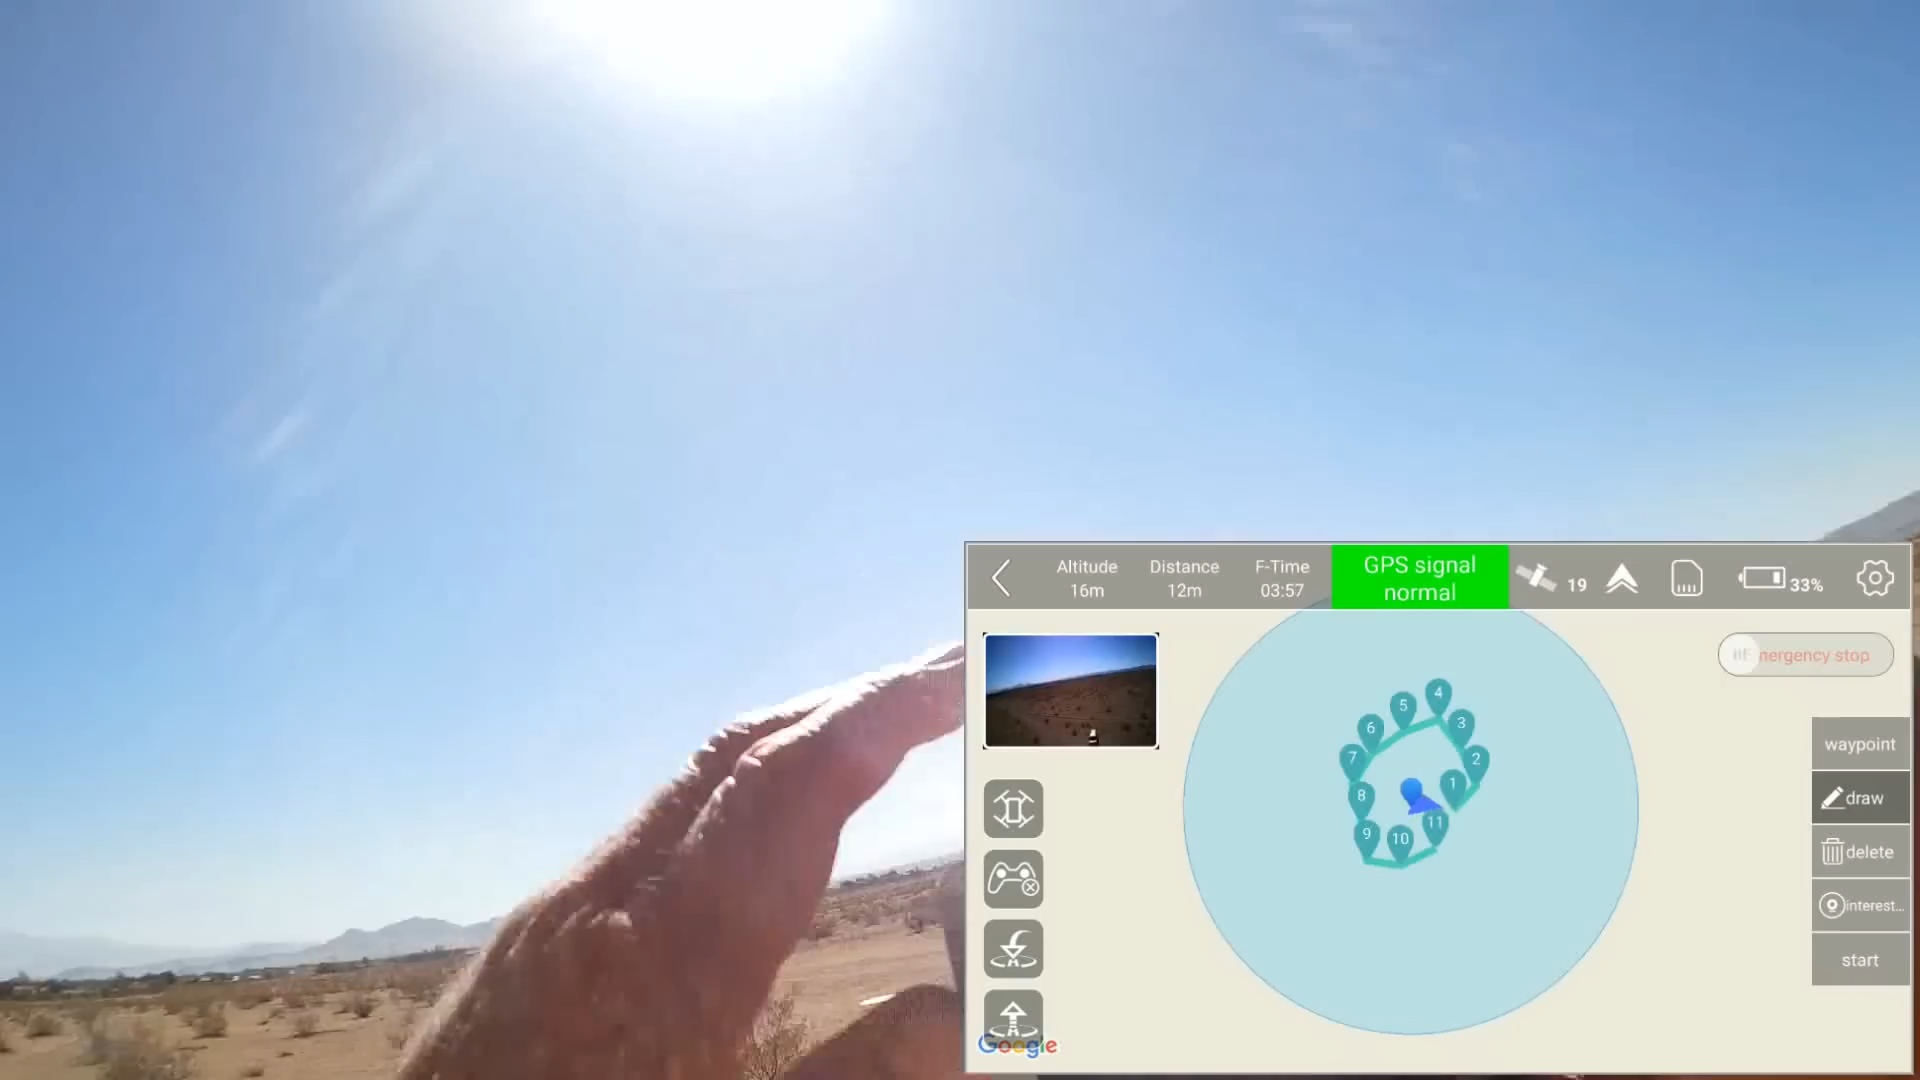 Altitude
16m
Distance
12m
F-Time
03:57
GPS signal
normal
19
33%
nergency stop
4
5
3
6
7
2
1
8
11
9
10
waypoint
draw
delete
interest...
start
Google